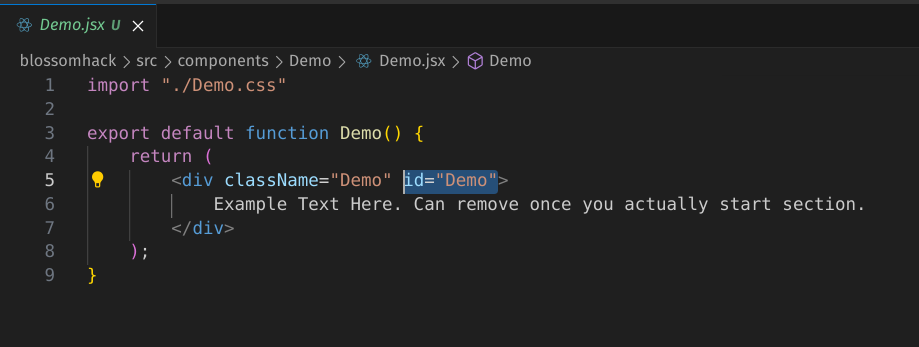 Demo.jsx U
blossomhack > src > components > Demo > Demo.jsx > Demo
1 import "./Demo.css"
2
3 export default function Demo() {
4 return (
5 <div className="Demo" id="Demo">
6 Example Text Here. Can remove once you actually start section.
7 </div>
8 );
9 }